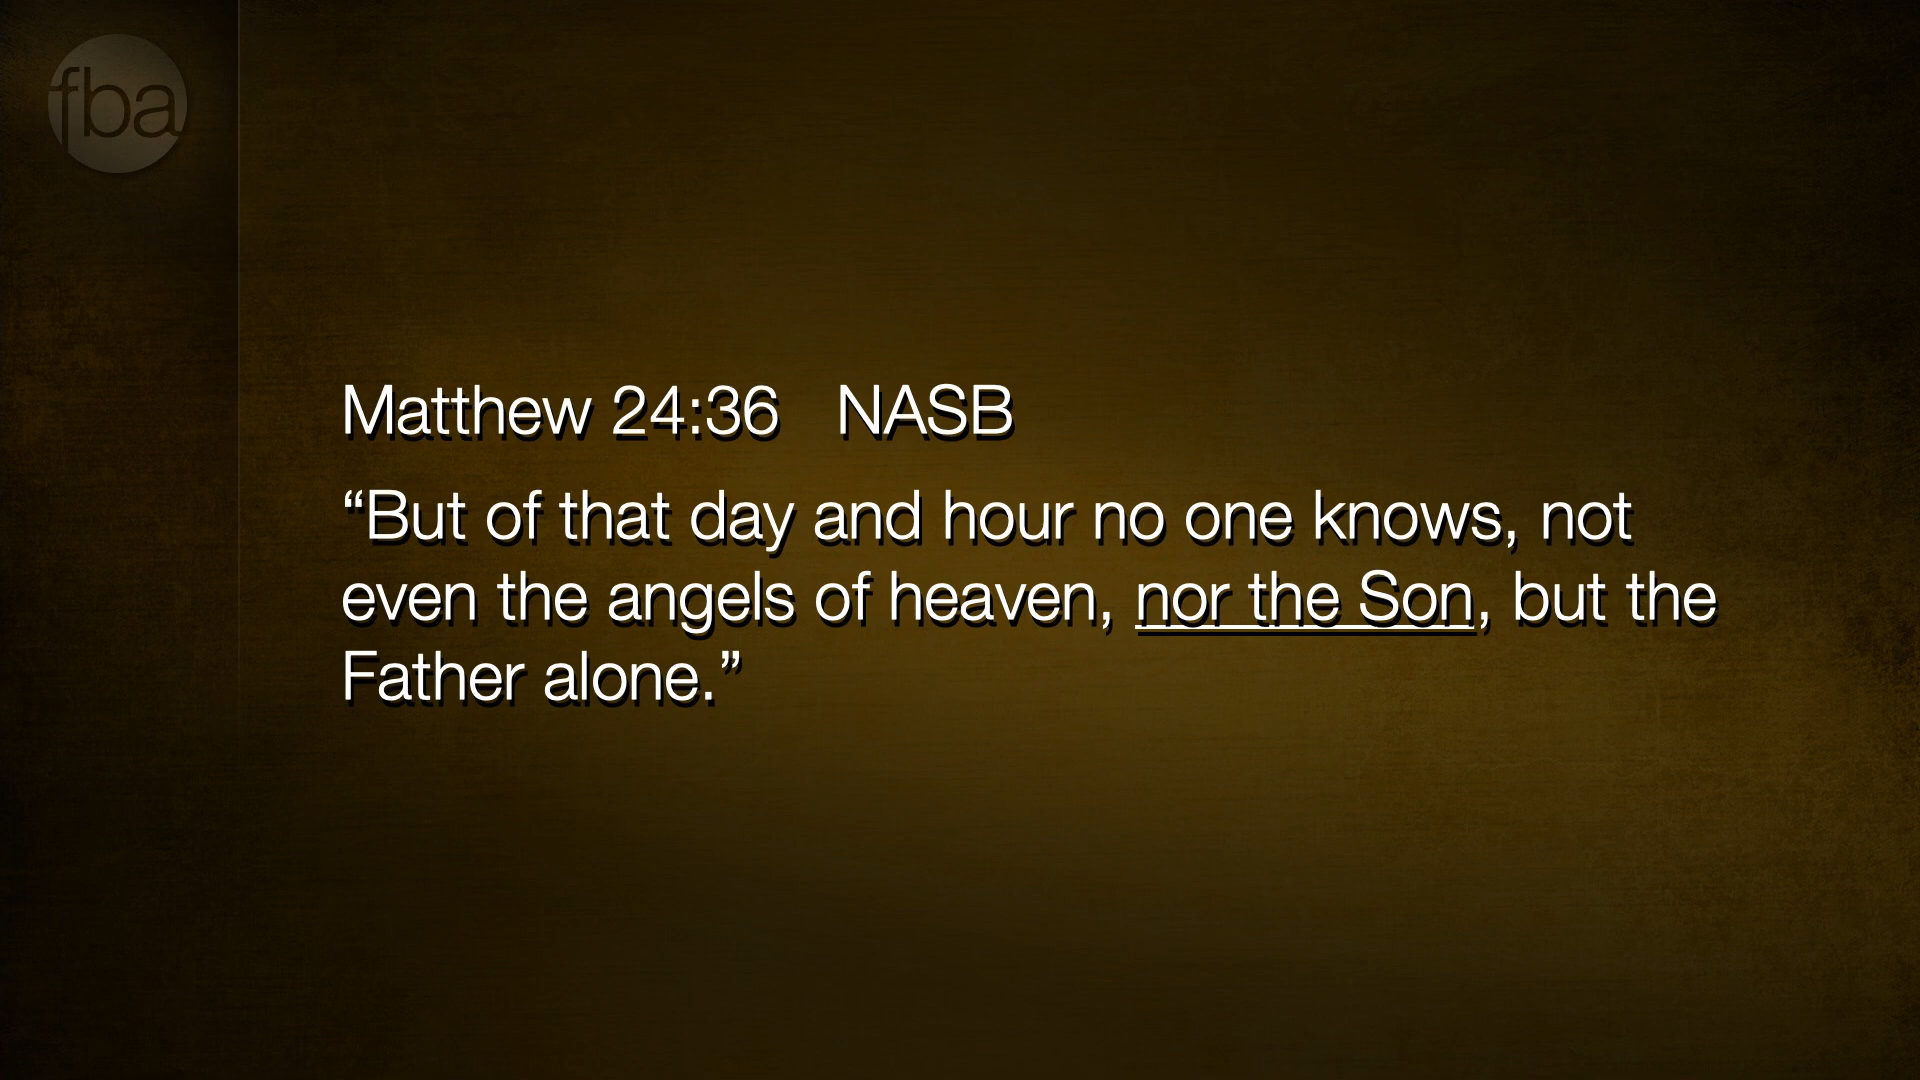 fba
Matthew 24:36   NASB
“But of that day and hour no one knows, not
even the angels of heaven, nor the Son, but the
Father alone.”